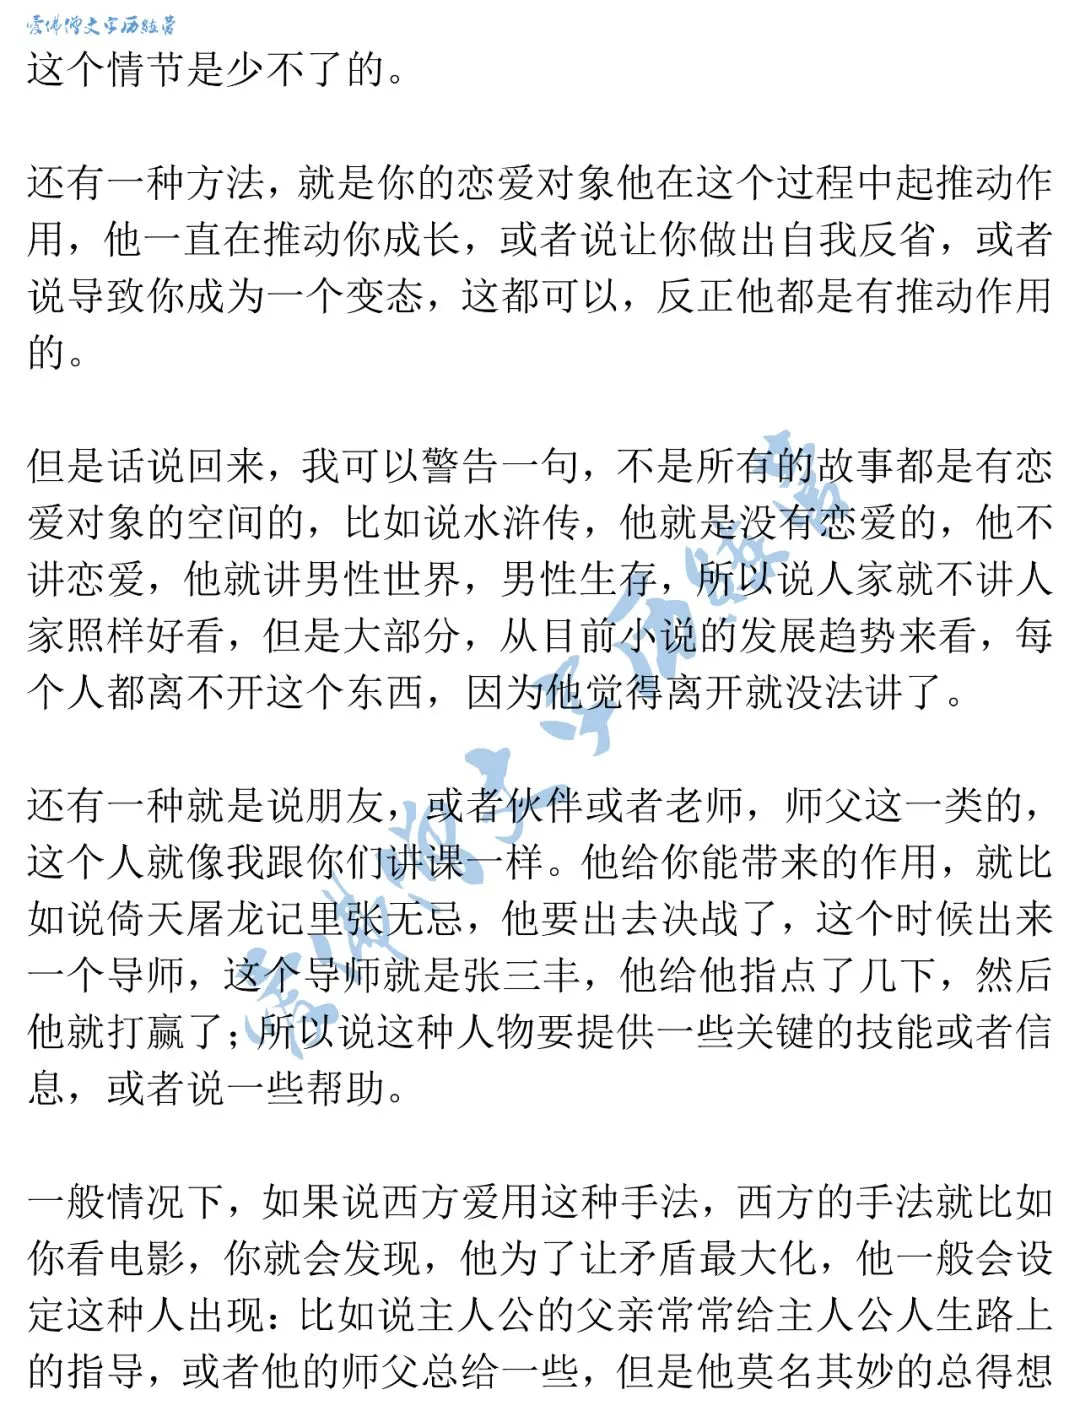 雪佛僧文字历练营
这个情节是少不了的。
还有一种方法，就是你的恋爱对象他在这个过程中起推动作
用，他一直在推动你成长，或者说让你做出自我反省，或者
说导致你成为一个变态，这都可以，反正他都是有推动作用
的。
但是话说回来，我可以警告一句，不是所有的故事都是有恋
爱对象的空间的，比如说水浒传，他就是没有恋爱的，他不
讲恋爱，他就讲男性世界，男性生存，所以说人家就不讲人
家照样好看，但是大部分，从目前小说的发展趋势来看，每
个人都离不开这个东西，因为他觉得离开就没法讲了。
还有一种就是说朋友，或者伙伴或者老师，师父这一类的，
这个人就像我跟你们讲课一样。他给你能带来的作用，就比
如说倚天屠龙记里张无忌，他要出去决战了，这个时候出来
一个导师，这个导师就是张三丰，他给他指点了几下，然后
他就打赢了；所以说这种人物要提供一些关键的技能或者信
息，或者说一些帮助。
一般情况下，如果说西方爱用这种手法，西方的手法就比如
你看电影，你就会发现，他为了让矛盾最大化，他一般会设
定这种人出现：比如说主人公的父亲常常给主人公人生路上
的指导，或者他的师父总给一些，但是他莫名其妙的总得想